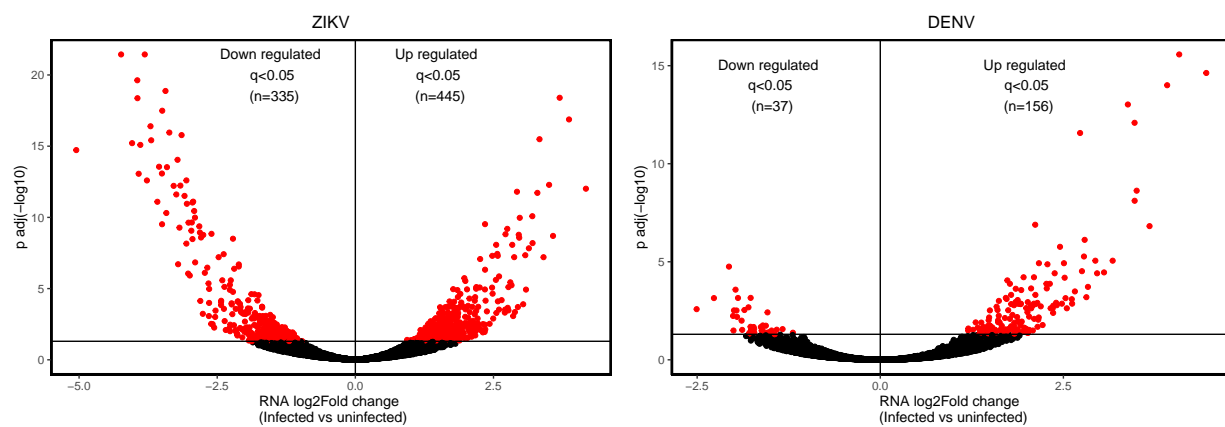 ZIKV
Down regulated
q<0.05
(n=335)
Up regulated
q<0.05
(n=445)
p adj(−log10)
20
15
10
5
0
−5.0
−2.5
0.0
2.5
RNA log2Fold change
(Infected vs uninfected)
DENV
Down regulated
q<0.05
(n=37)
Up regulated
q<0.05
(n=156)
p adj(−log10)
15
10
5
0
−2.5
0.0
2.5
RNA log2Fold change
(Infected vs uninfected)